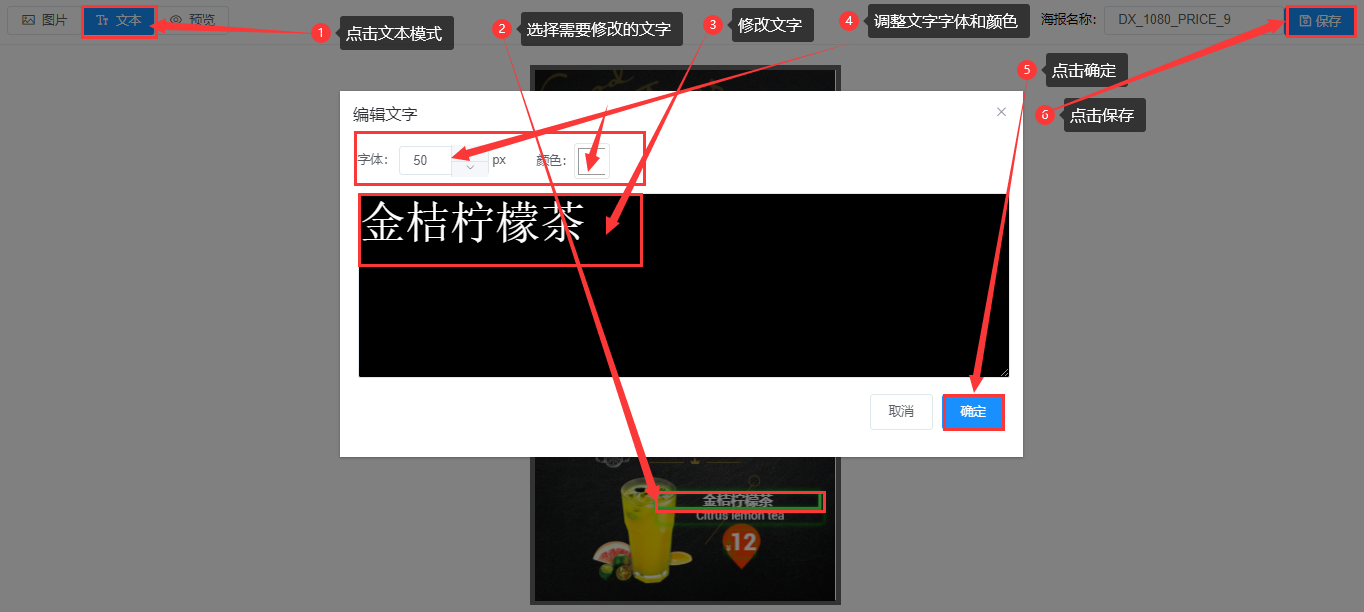 图片 文本 预览
1 点击文本模式
2 选择需要修改的文字
3 修改文字
4 调整文字字体和颜色
海报名称: DX_1080_PRICE_9
保存
5 点击确定
6 点击保存
Good
编辑文字
字体: 50 px 颜色:
金桔柠檬茶
取消 确定
金桔柠檬茶
Citrus lemon tea
¥12